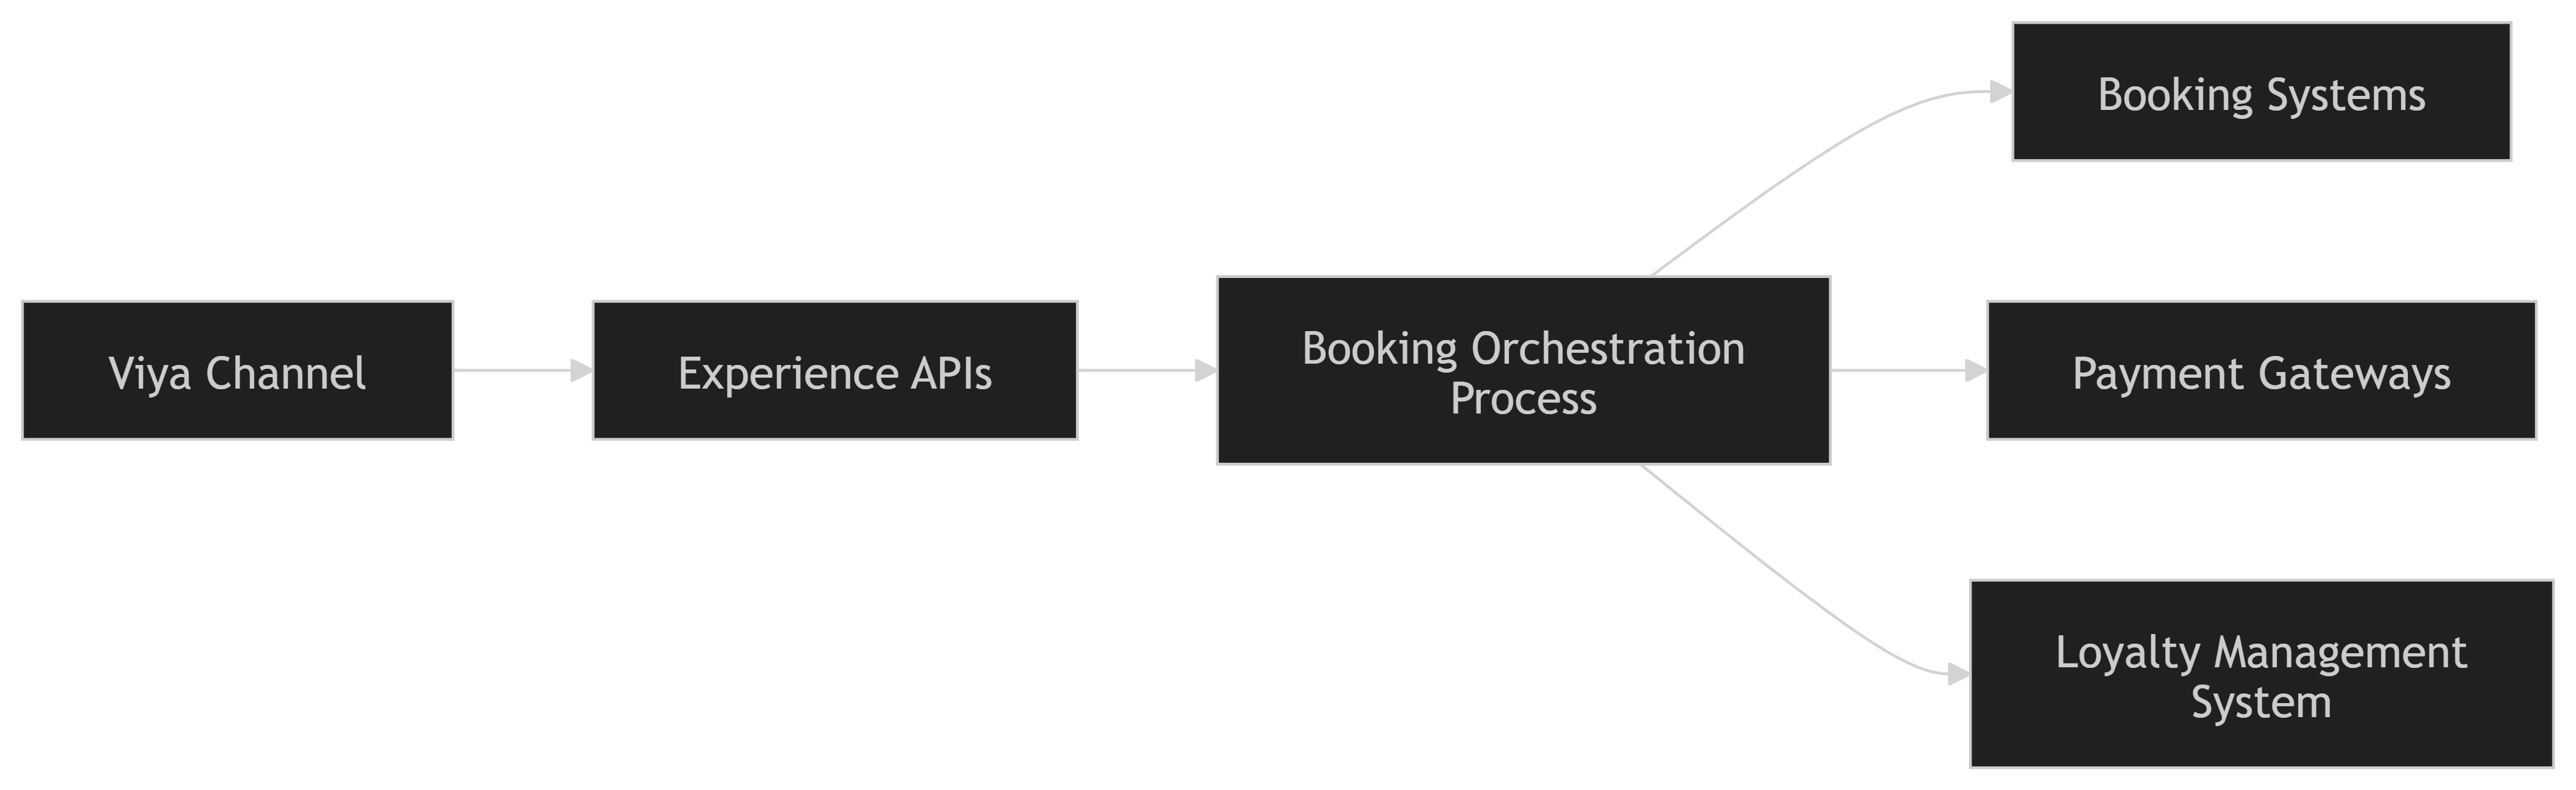 Viya Channel
Experience APIs
Booking Orchestration
Process
Booking Systems
Payment Gateways
Loyalty Management
System